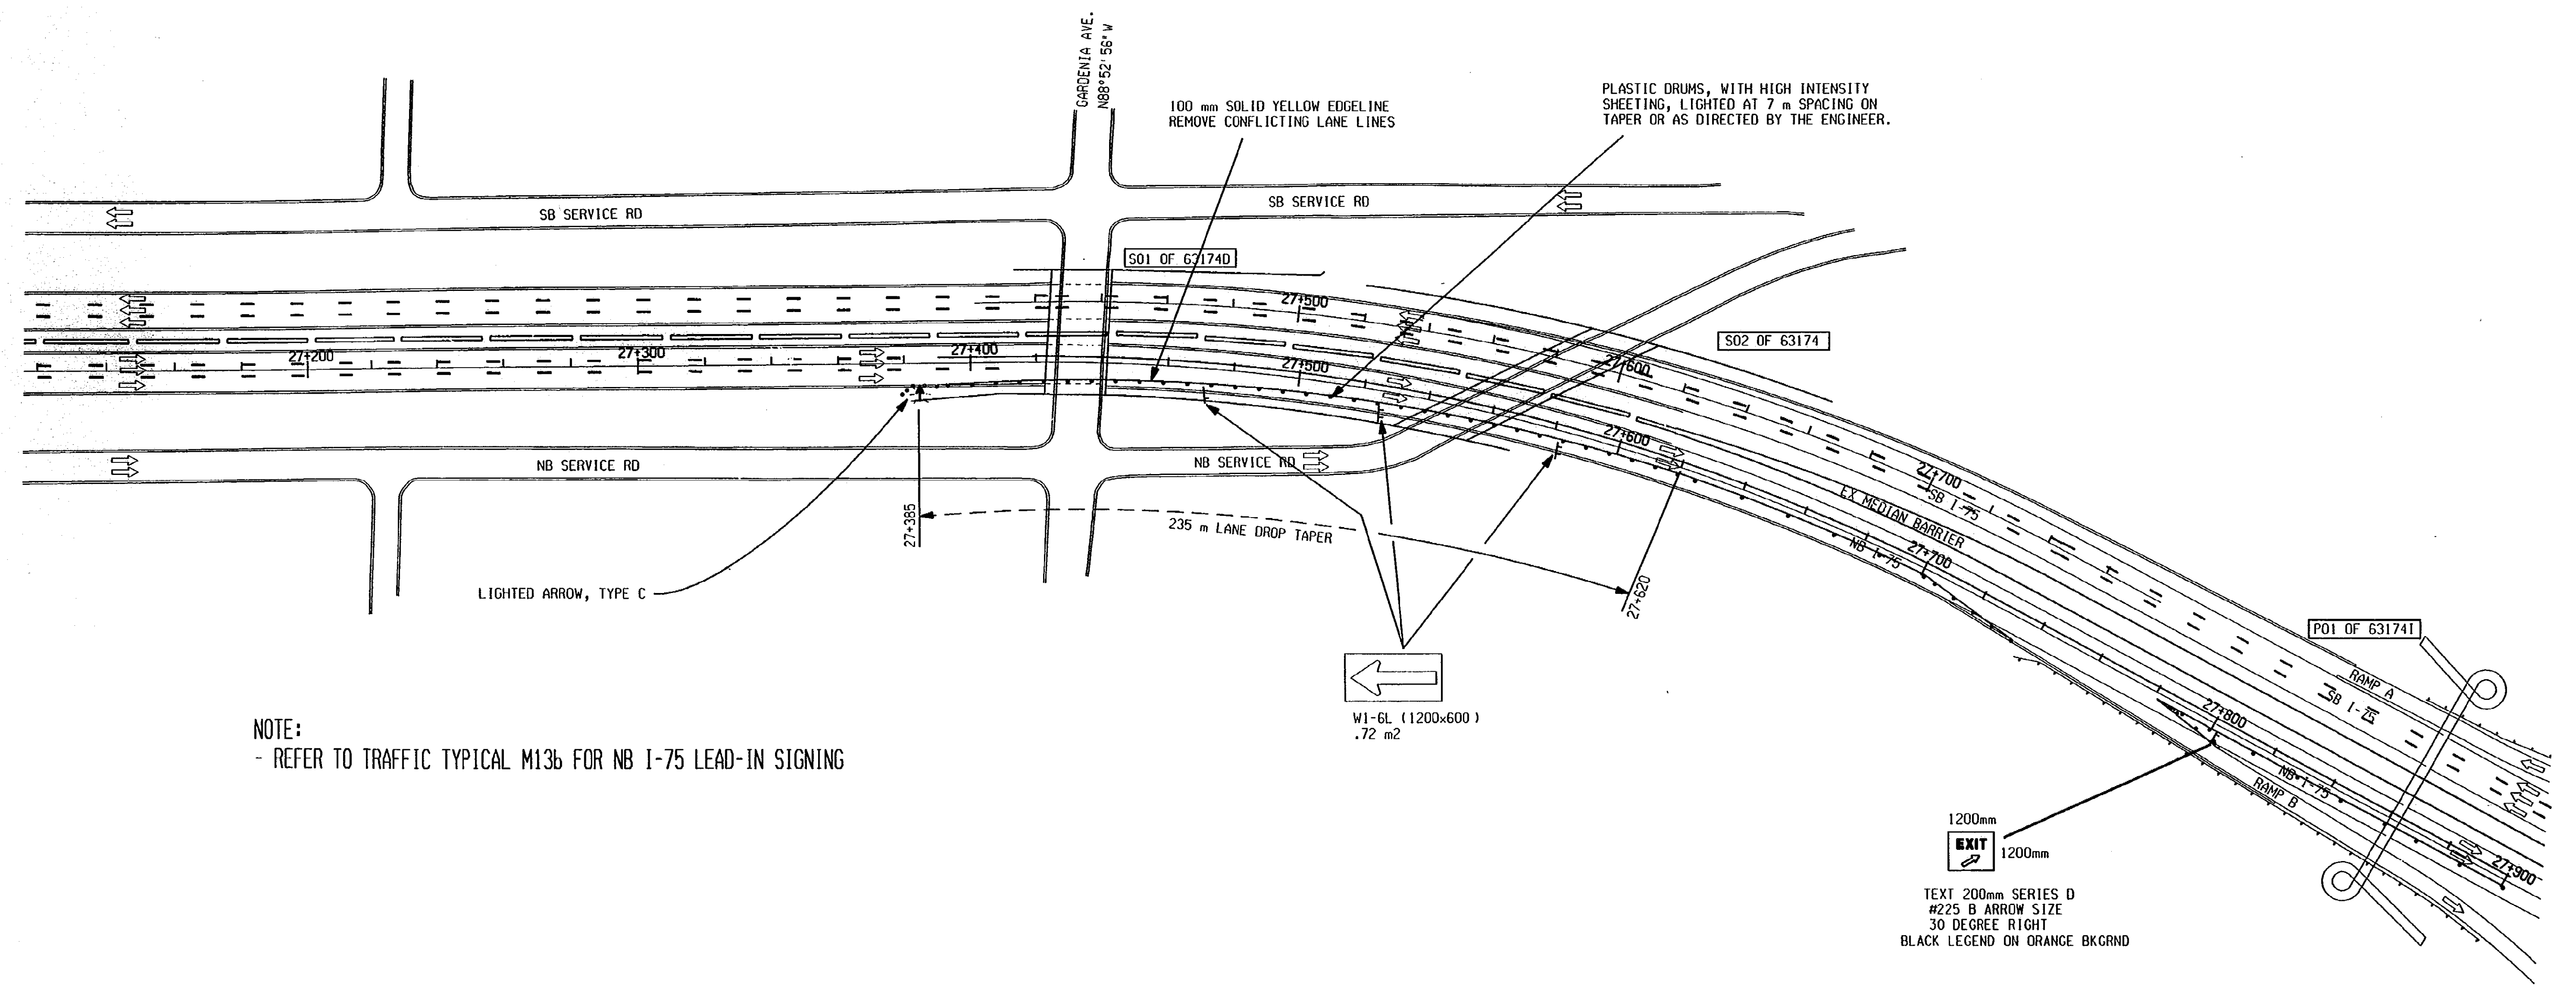 GARDENIA AVE.
N88°52'56" W
100 mm SOLID YELLOW EDGELINE
REMOVE CONFLICTING LANE LINES
PLASTIC DRUMS, WITH HIGH INTENSITY
SHEETING, LIGHTED AT 7 m SPACING ON
TAPER OR AS DIRECTED BY THE ENGINEER.
SB SERVICE RD
SB SERVICE RD
S01 OF 63174D
27+500
S02 OF 63174
27+200
27+300
27+400
27+500
27+600
27+600
NB SERVICE RD
NB SERVICE RD
27+700
SB I-75
EX MEDIAN BARRIER
NB I-75
27+700
27+385
235 m LANE DROP TAPER
27+620
LIGHTED ARROW, TYPE C
P01 OF 63174I
RAMP A
SB I-75
27+800
NB I-75
RAMP B
27+900
W1-6L (1200x600)
.72 m2
NOTE:
- REFER TO TRAFFIC TYPICAL M13b FOR NB I-75 LEAD-IN SIGNING
1200mm
EXIT
1200mm
TEXT 200mm SERIES D
#225 B ARROW SIZE
30 DEGREE RIGHT
BLACK LEGEND ON ORANGE BKGRND